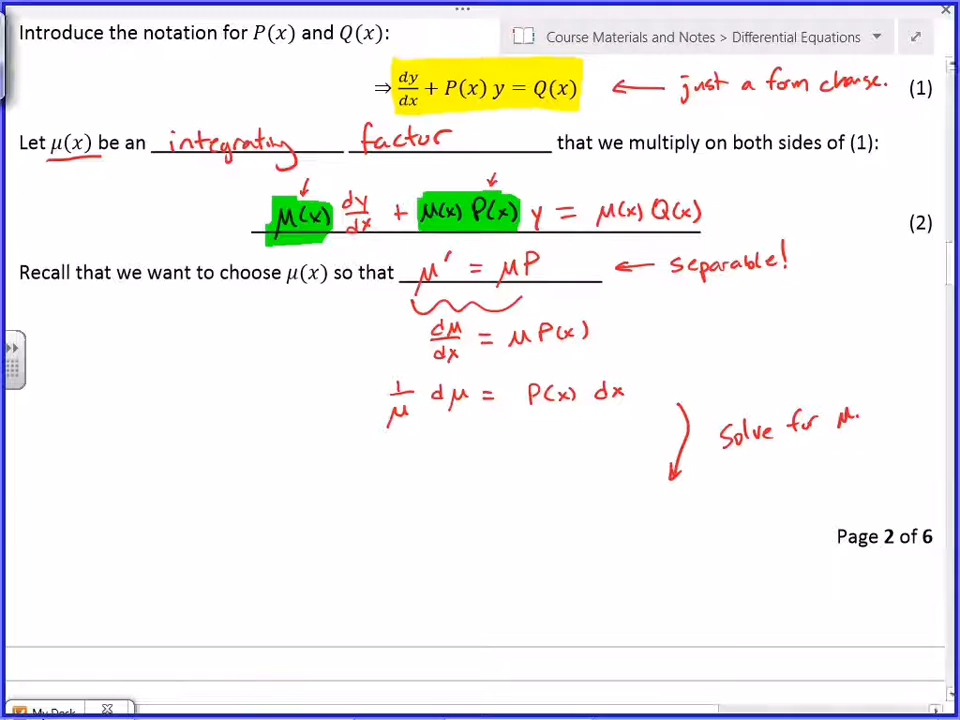 Introduce the notation for P(x) and Q(x):
Course Materials and Notes > Differential Equations
⇒ dy/dx + P(x) y = Q(x) ← just a form change. (1)
Let μ(x) be an integrating factor that we multiply on both sides of (1):
μ(x) dy/dx + μ(x) P(x) y = μ(x) Q(x) (2)
Recall that we want to choose μ(x) so that μ' = μP ← separable!
dμ/dx = μ P(x)
1/μ dμ = P(x) dx
Solve for μ.
Page 2 of 6
My Desk